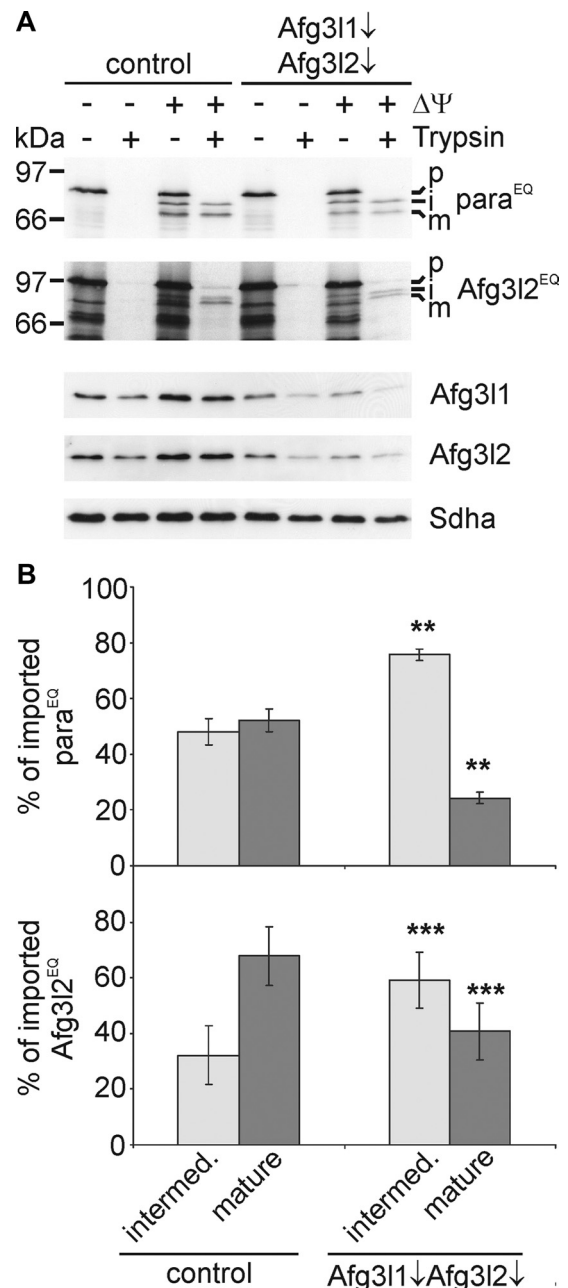 A
control
Afg3l1↓
Afg3l2↓
- - + + - - + + ΔΨ
kDa - + - + - + - + Trypsin
97
66
p
i
m
para^EQ
97
66
p
i
m
Afg3l2^EQ
Afg3l1
Afg3l2
Sdha
B
% of imported
para^EQ
100
80
60
40
20
0
**
**
% of imported
Afg3l2^EQ
80
60
40
20
0
***
***
intermed.
mature
intermed.
mature
control
Afg3l1↓Afg3l2↓